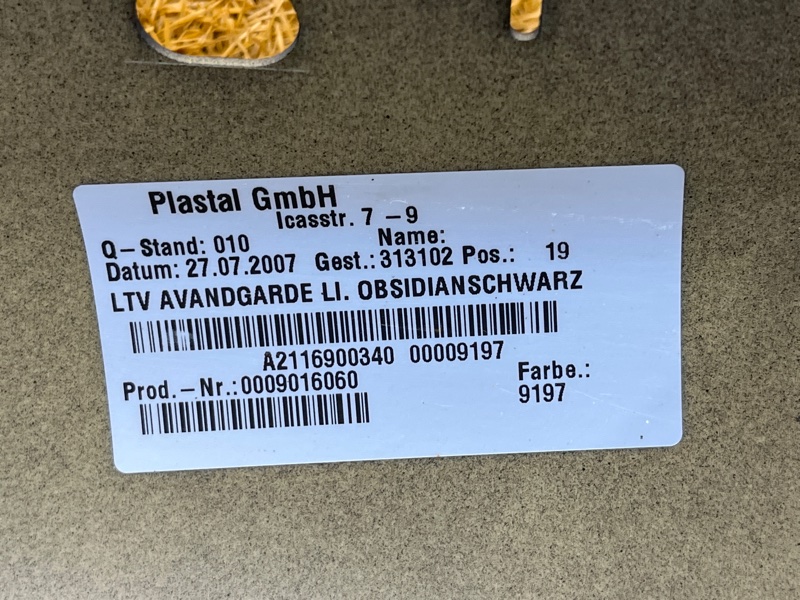 Plastal GmbH
Icasstr. 7 – 9
Q–Stand: 010 Name:
Datum: 27.07.2007 Gest.: 313102 Pos.: 19
LTV AVANDGARDE LI. OBSIDIANSCHWARZ
A2116900340 00009197
Prod.–Nr.:0009016060 Farbe.:
9197